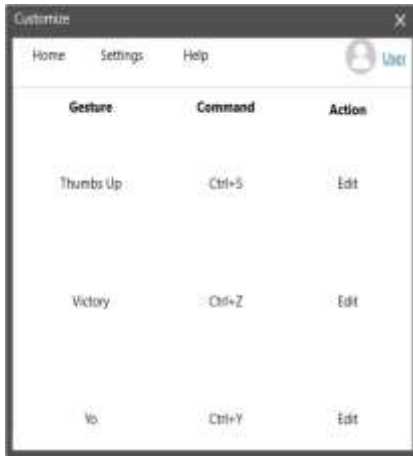 Customize X
Home Settings Help User
Gesture Command Action
Thumbs Up Ctrl+S Edit
Victory Ctrl+Z Edit
Yo Ctrl+Y Edit